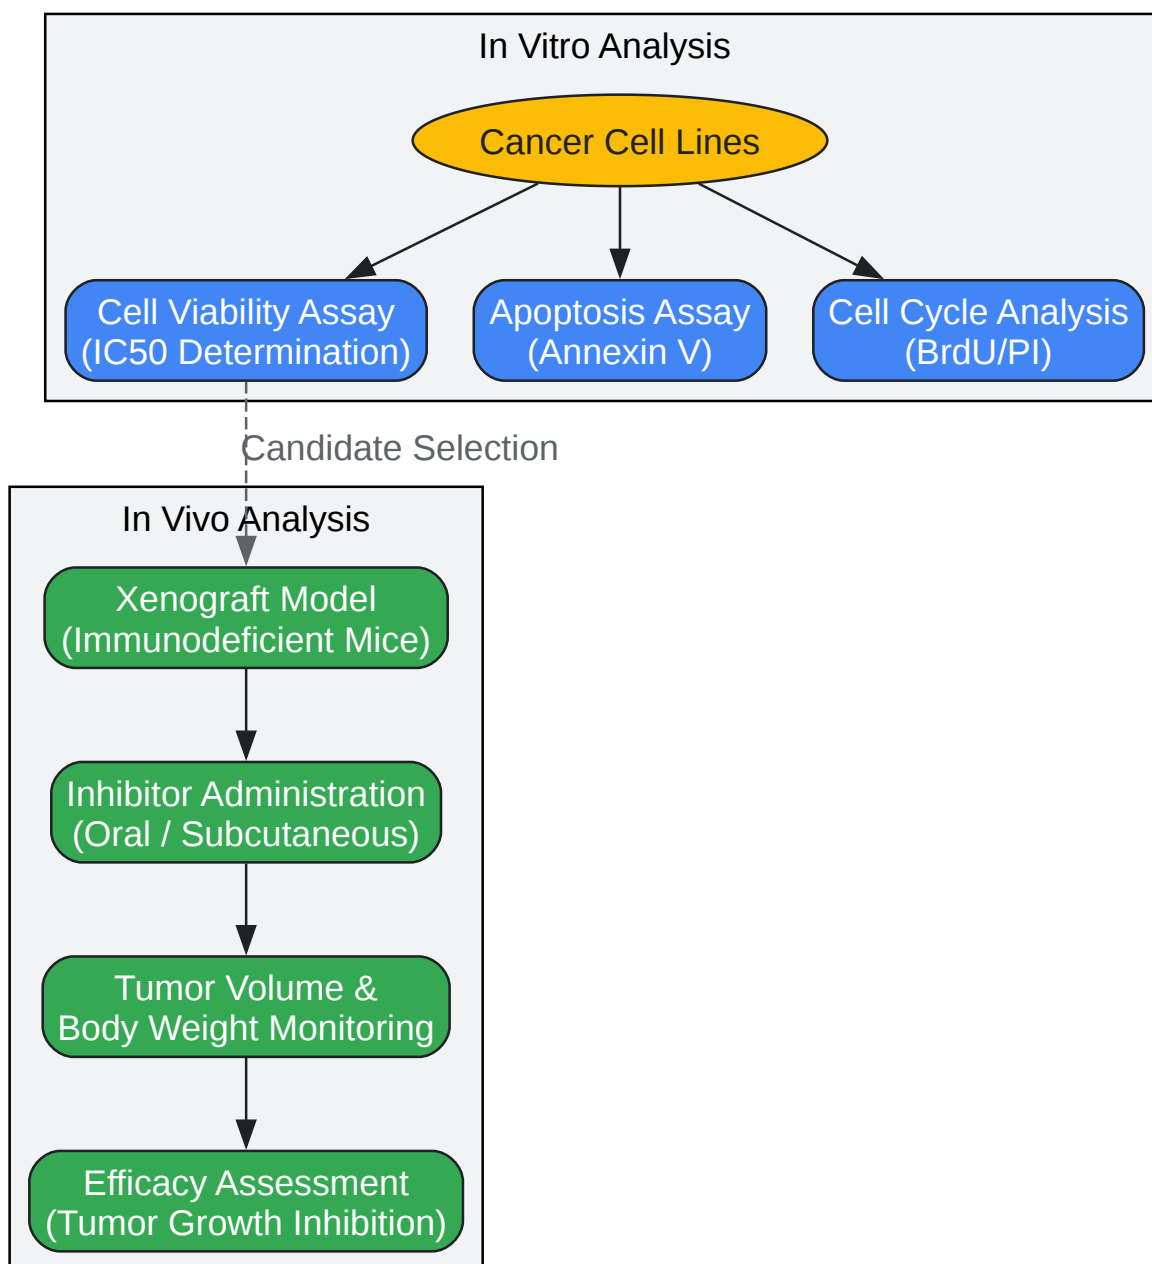 In Vitro Analysis
Cancer Cell Lines
Cell Viability Assay
(IC50 Determination)
Apoptosis Assay
(Annexin V)
Cell Cycle Analysis
(BrdU/PI)
Candidate Selection
In Vivo Analysis
Xenograft Model
(Immunodeficient Mice)
Inhibitor Administration
(Oral / Subcutaneous)
Tumor Volume &
Body Weight Monitoring
Efficacy Assessment
(Tumor Growth Inhibition)